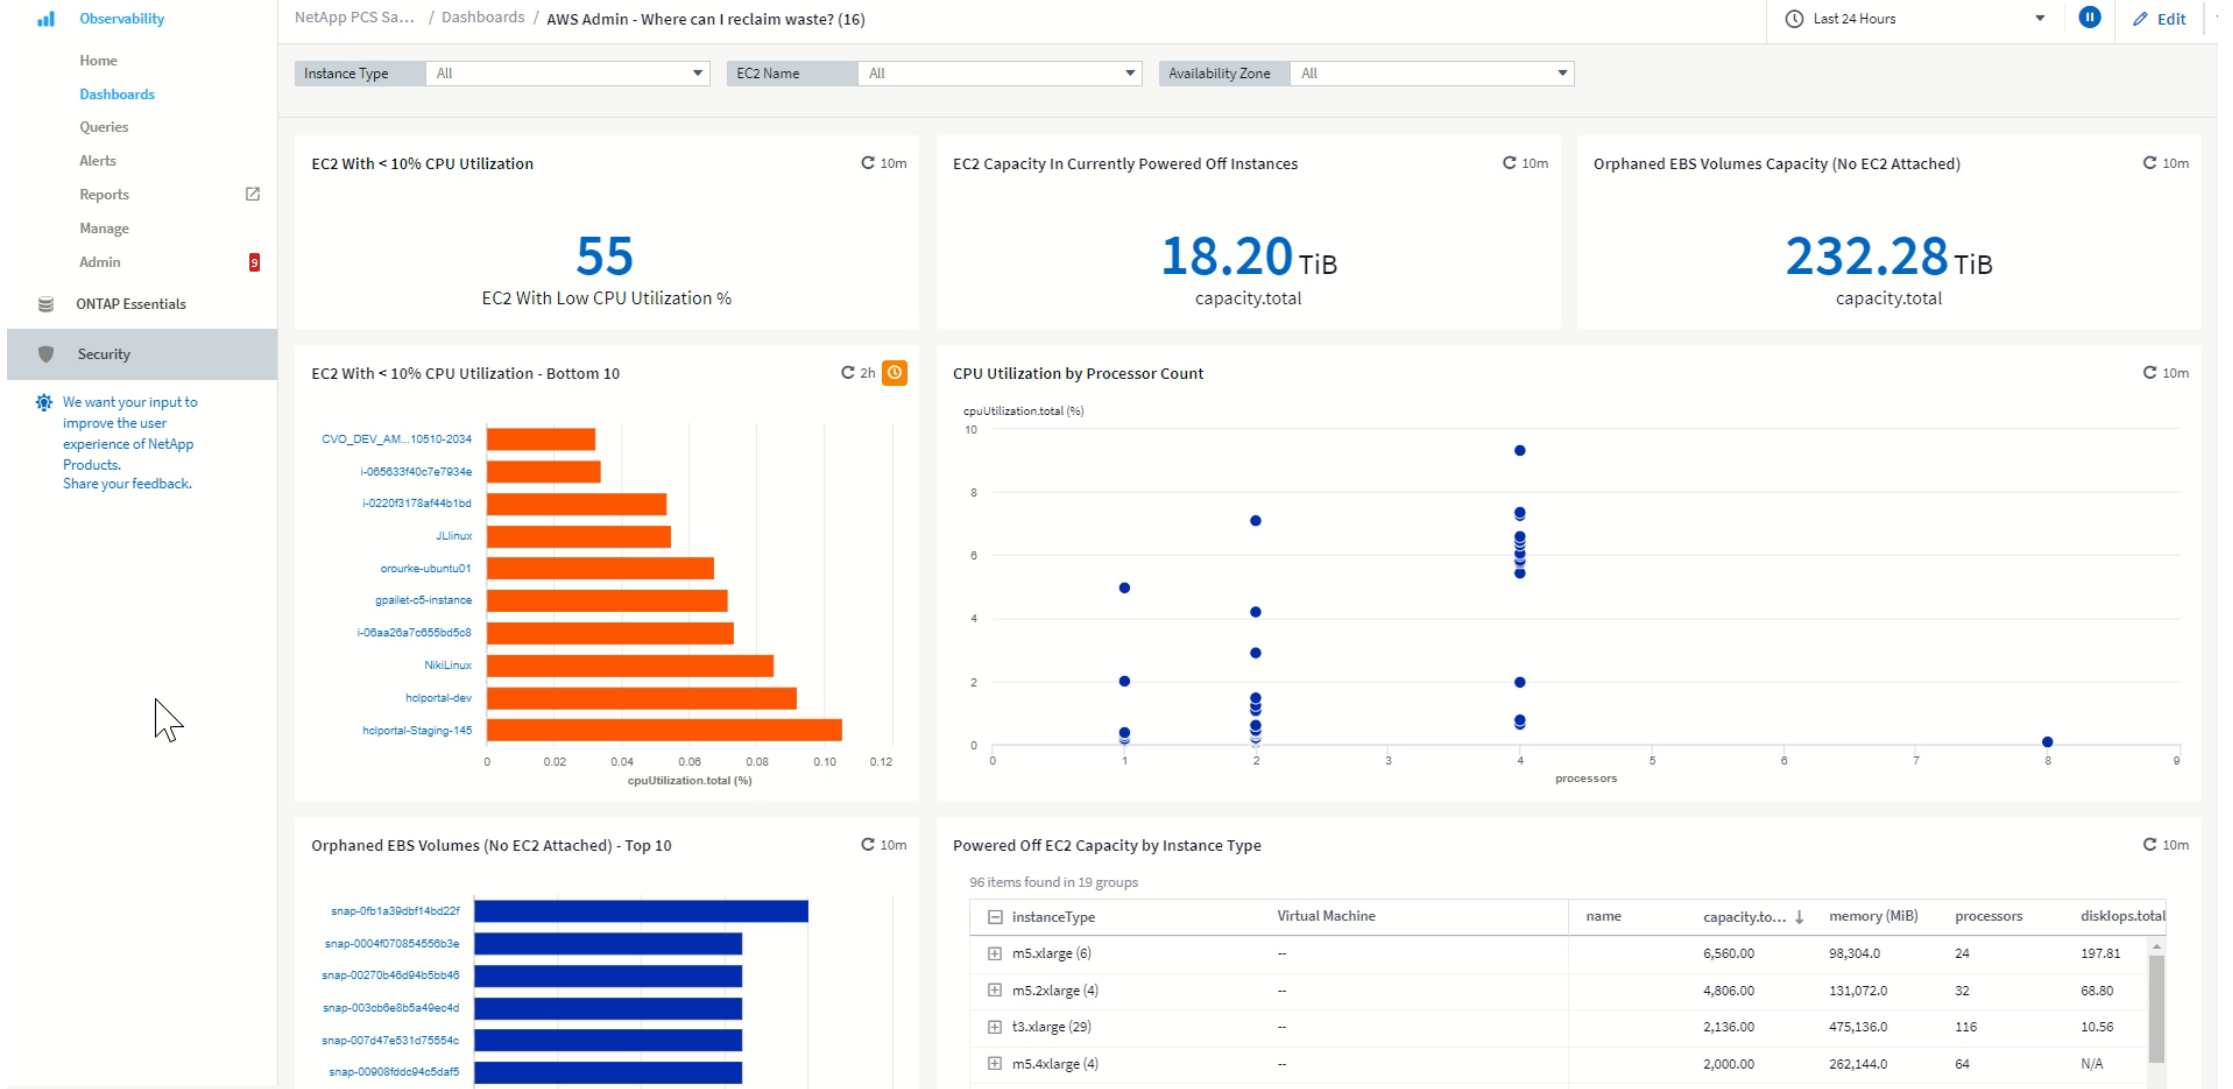 Observability
Home
Dashboards
Queries
Alerts
Reports
Manage
Admin
9
ONTAP Essentials
Security
We want your input to
improve the user
experience of NetApp
Products.
Share your feedback.
NetApp PCS Sa... / Dashboards / AWS Admin - Where can I reclaim waste? (16)
Last 24 Hours
Edit
Instance Type All
EC2 Name All
Availability Zone All
EC2 With < 10% CPU Utilization
10m
55
EC2 With Low CPU Utilization %
EC2 Capacity In Currently Powered Off Instances
10m
18.20 TiB
capacity.total
Orphaned EBS Volumes Capacity (No EC2 Attached)
10m
232.28 TiB
capacity.total
EC2 With < 10% CPU Utilization - Bottom 10
2h
CVO_DEV_AM...10510-2034
i-065633f40c7e7934e
i-0220f3178af44b1bd
JLlinux
orourke-ubuntu01
gpailet-c5-instance
i-06aa26a7c655bd5c8
NikiLinux
hclportal-dev
hclportal-Staging-145
0 0.02 0.04 0.06 0.08 0.10 0.12
cpuUtilization.total (%)
CPU Utilization by Processor Count
10m
cpuUtilization.total (%)
10
8
6
4
2
0
0 1 2 3 4 5 6 7 8 9
processors
Orphaned EBS Volumes (No EC2 Attached) - Top 10
10m
snap-0fb1a39dbf14bd22f
snap-0004f070854556b3e
snap-00270b46d94b5bb46
snap-003cb6e8b5a49ec4d
snap-007d47e531d75554c
snap-00908fddc94c5daf5
Powered Off EC2 Capacity by Instance Type
10m
96 items found in 19 groups
instanceType Virtual Machine name capacity.to... ↓ memory (MiB) processors diskIops.total
m5.xlarge (6) -- 6,560.00 98,304.0 24 197.81
m5.2xlarge (4) -- 4,806.00 131,072.0 32 68.80
t3.xlarge (29) -- 2,136.00 475,136.0 116 10.56
m5.4xlarge (4) -- 2,000.00 262,144.0 64 N/A